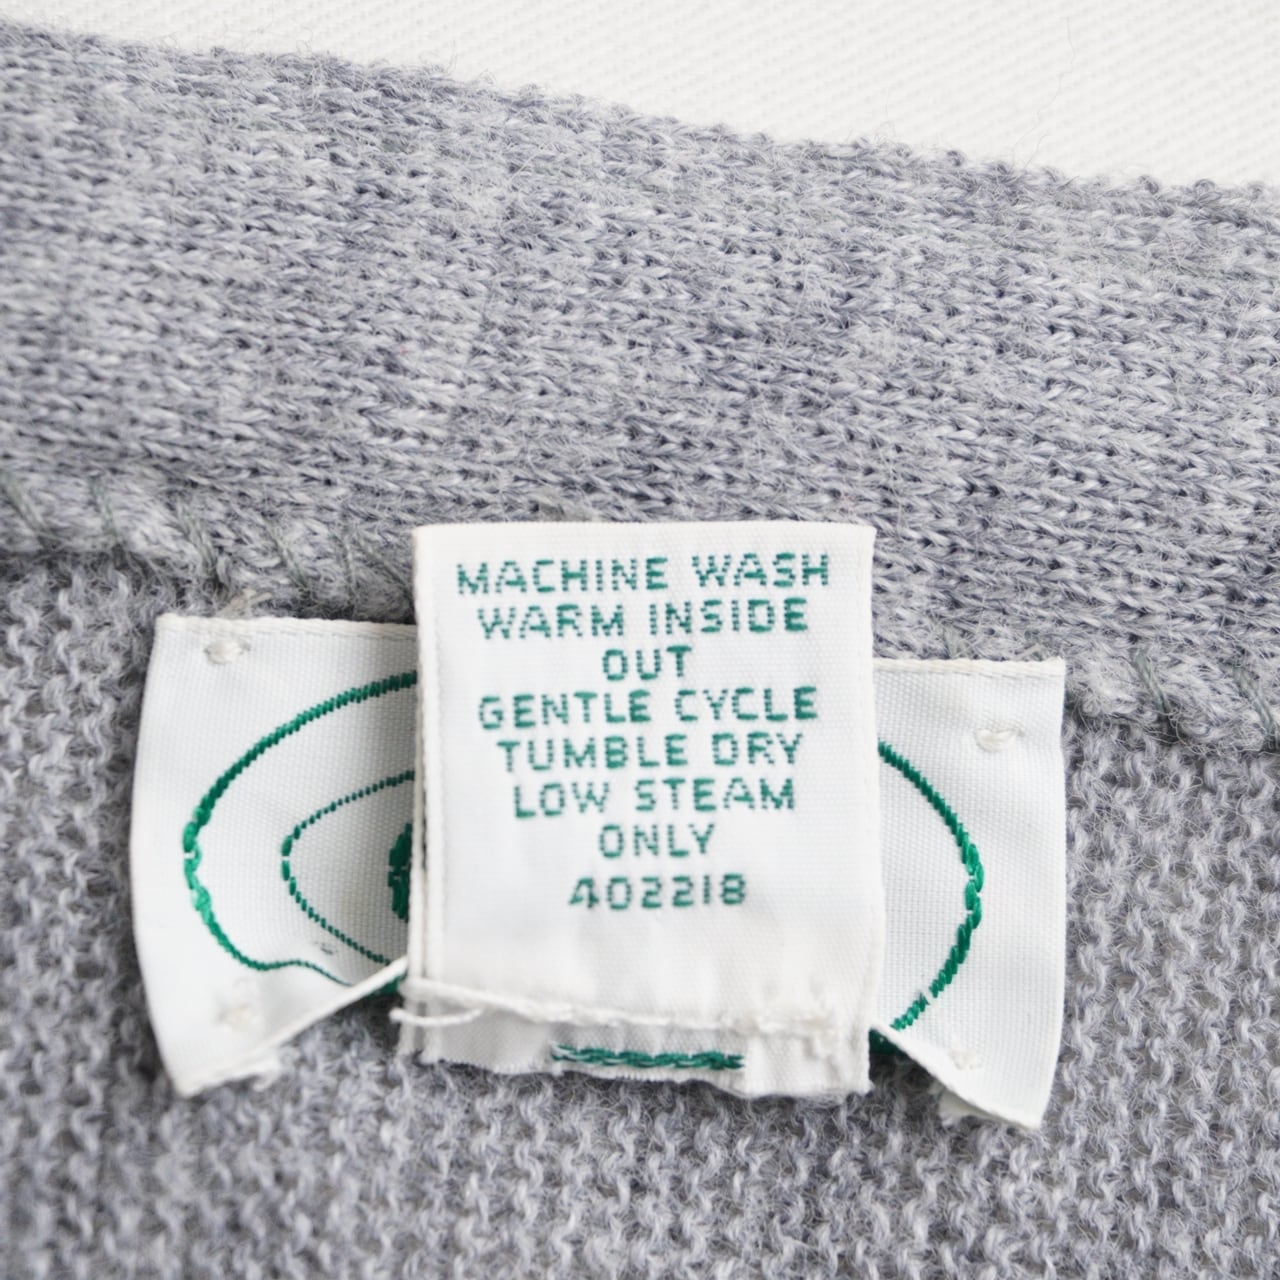 MACHINE WASH
WARM INSIDE
OUT
GENTLE CYCLE
TUMBLE DRY
LOW STEAM
ONLY
402218